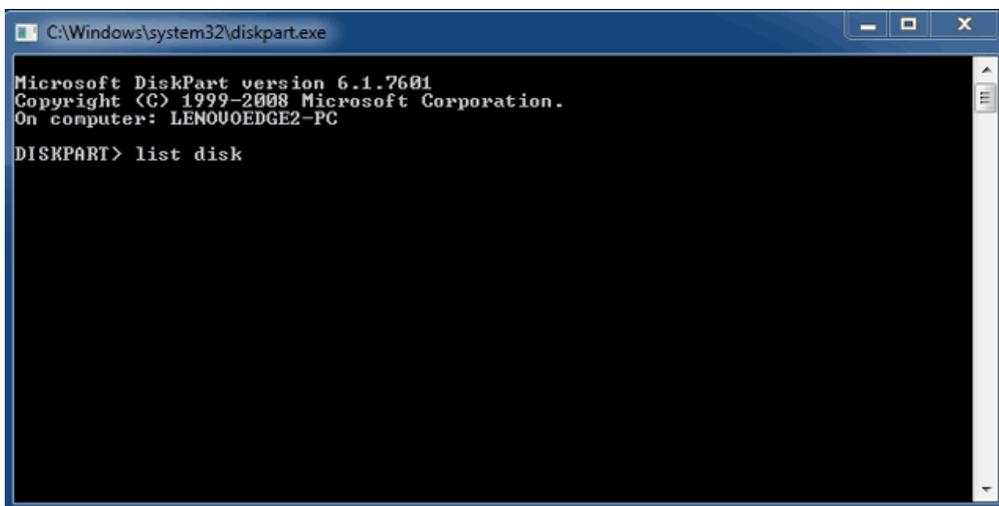 C:\Windows\system32\diskpart.exe
Microsoft DiskPart version 6.1.7601
Copyright (C) 1999-2008 Microsoft Corporation.
On computer: LENOVOEDGE2-PC
DISKPART> list disk